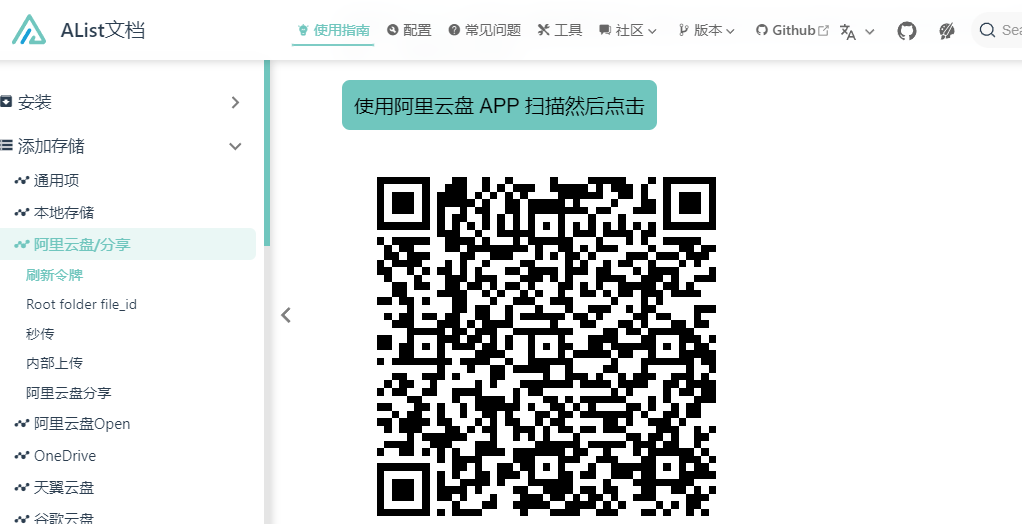 AList文档
使用指南 配置 常见问题 工具 社区 版本 Github
安装
添加存储
通用项
本地存储
阿里云盘/分享
刷新令牌
Root folder file_id
秒传
内部上传
阿里云盘分享
阿里云盘Open
OneDrive
天翼云盘
谷歌云盘
使用阿里云盘 APP 扫描然后点击